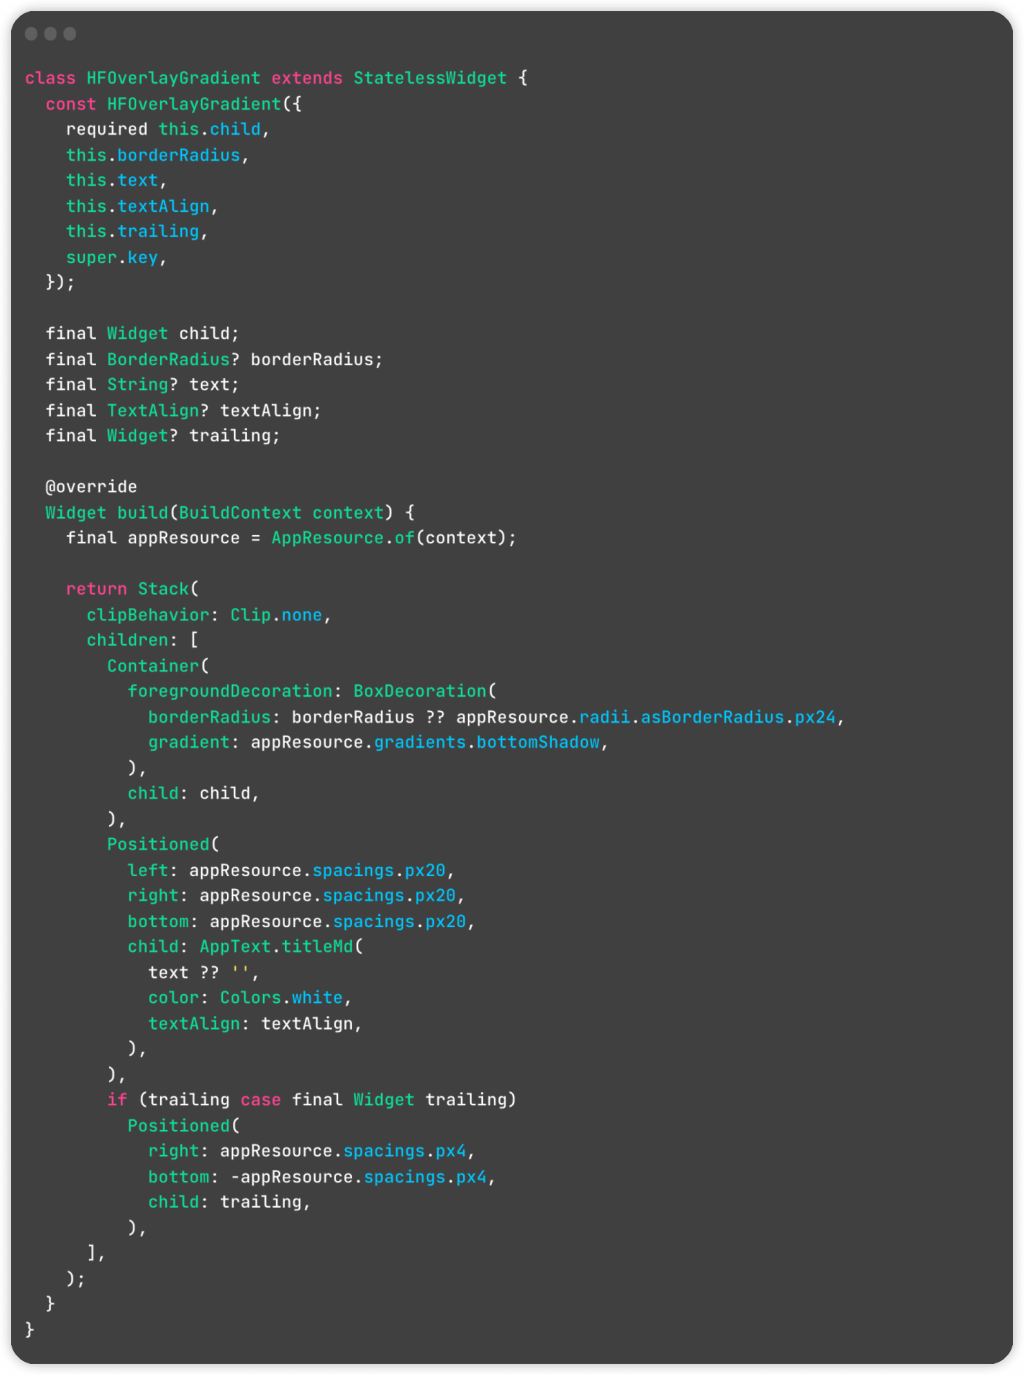 class HFOverlayGradient extends StatelessWidget {
  const HFOverlayGradient({
    required this.child,
    this.borderRadius,
    this.text,
    this.textAlign,
    this.trailing,
    super.key,
  });

  final Widget child;
  final BorderRadius? borderRadius;
  final String? text;
  final TextAlign? textAlign;
  final Widget? trailing;

  @override
  Widget build(BuildContext context) {
    final appResource = AppResource.of(context);

    return Stack(
      clipBehavior: Clip.none,
      children: [
        Container(
          foregroundDecoration: BoxDecoration(
            borderRadius: borderRadius ?? appResource.radii.asBorderRadius.px24,
            gradient: appResource.gradients.bottomShadow,
          ),
          child: child,
        ),
        Positioned(
          left: appResource.spacings.px20,
          right: appResource.spacings.px20,
          bottom: appResource.spacings.px20,
          child: AppText.titleMd(
            text ?? '',
            color: Colors.white,
            textAlign: textAlign,
          ),
        ),
        if (trailing case final Widget trailing)
          Positioned(
            right: appResource.spacings.px4,
            bottom: -appResource.spacings.px4,
            child: trailing,
          ),
      ],
    );
  }
}